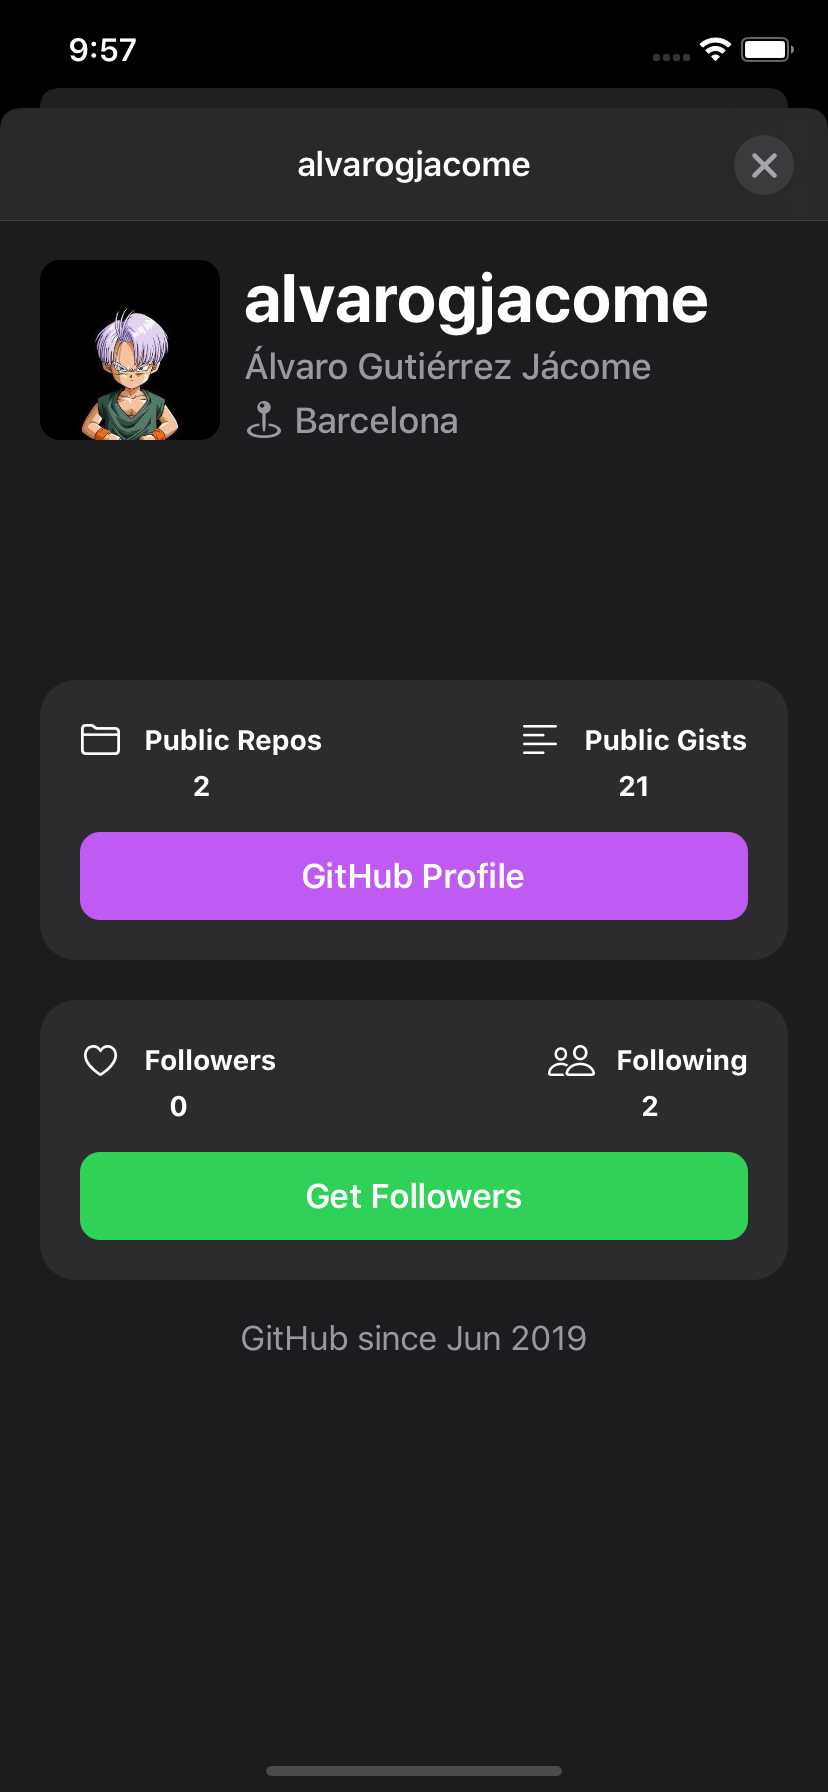 9:57
alvarogjacome
alvarogjacome
Álvaro Gutiérrez Jácome
Barcelona
Public Repos
2
Public Gists
21
GitHub Profile
Followers
0
Following
2
Get Followers
GitHub since Jun 2019